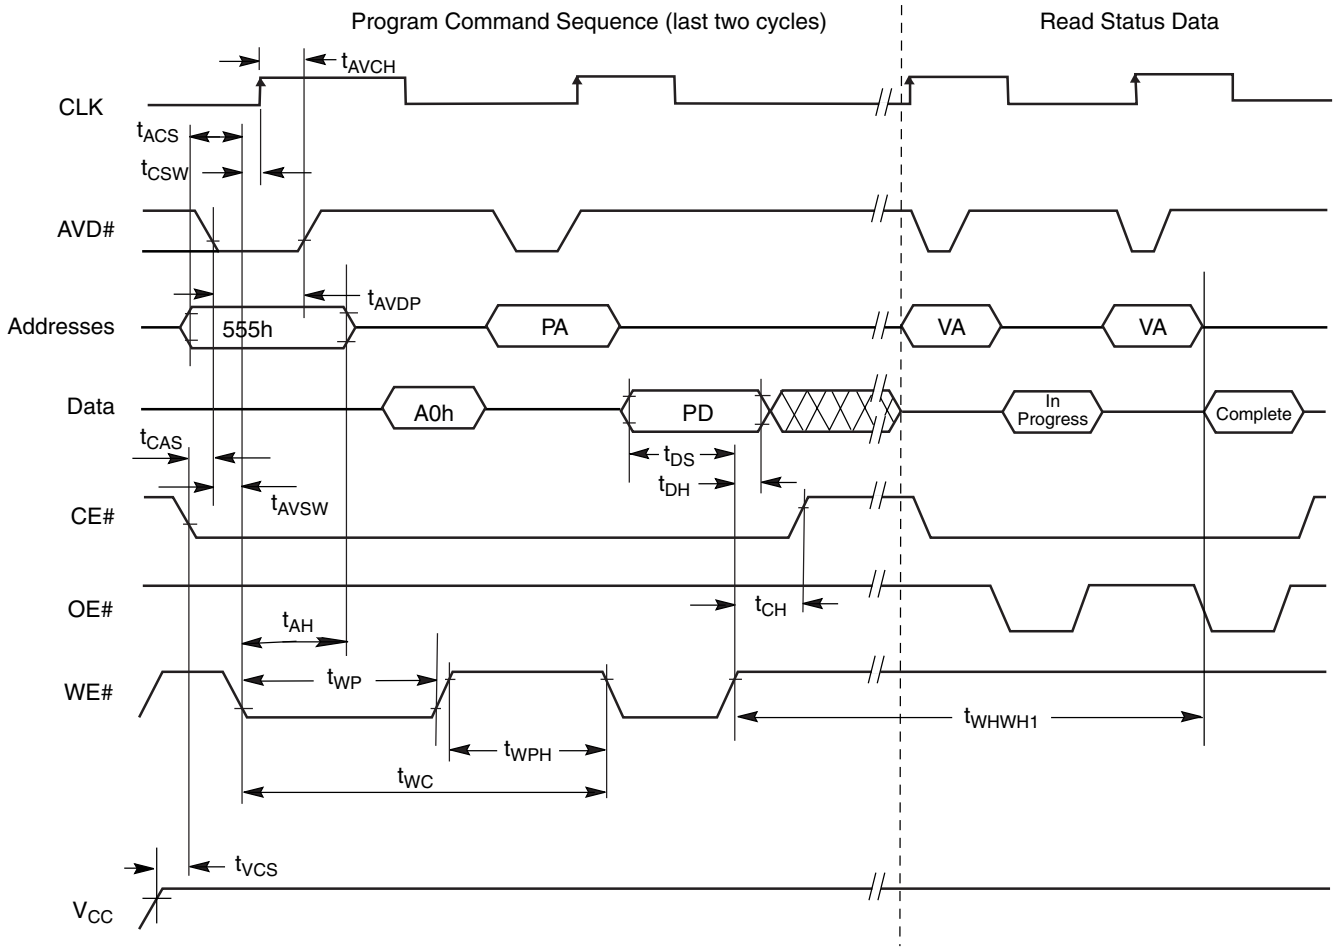 Program Command Sequence (last two cycles)
Read Status Data
tAVCH
CLK
tACS
tCSW
AVD#
tAVDP
Addresses
555h
PA
VA
VA
Data
A0h
PD
In
Progress
Complete
tCAS
tDS
tDH
tAVSW
CE#
OE#
tCH
tAH
WE#
tWP
tWHWH1
tWPH
tWC
tVCS
VCC